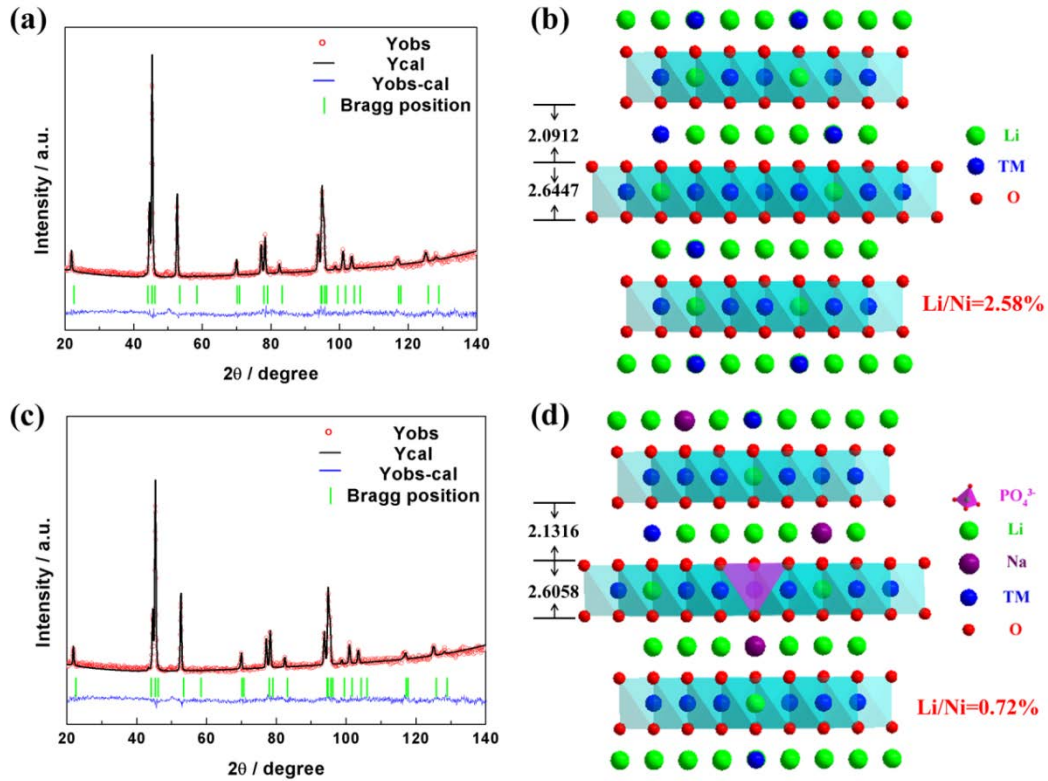 (a)
Yobs
Ycal
Yobs-cal
Bragg position
Intensity / a.u.
20 40 60 80 100 120 140
2θ / degree
(b)
2.0912
2.6447
Li
TM
O
Li/Ni=2.58%
(c)
Yobs
Ycal
Yobs-cal
Bragg position
Intensity / a.u.
20 40 60 80 100 120 140
2θ / degree
(d)
2.1316
2.6058
PO₄³⁻
Li
Na
TM
O
Li/Ni=0.72%